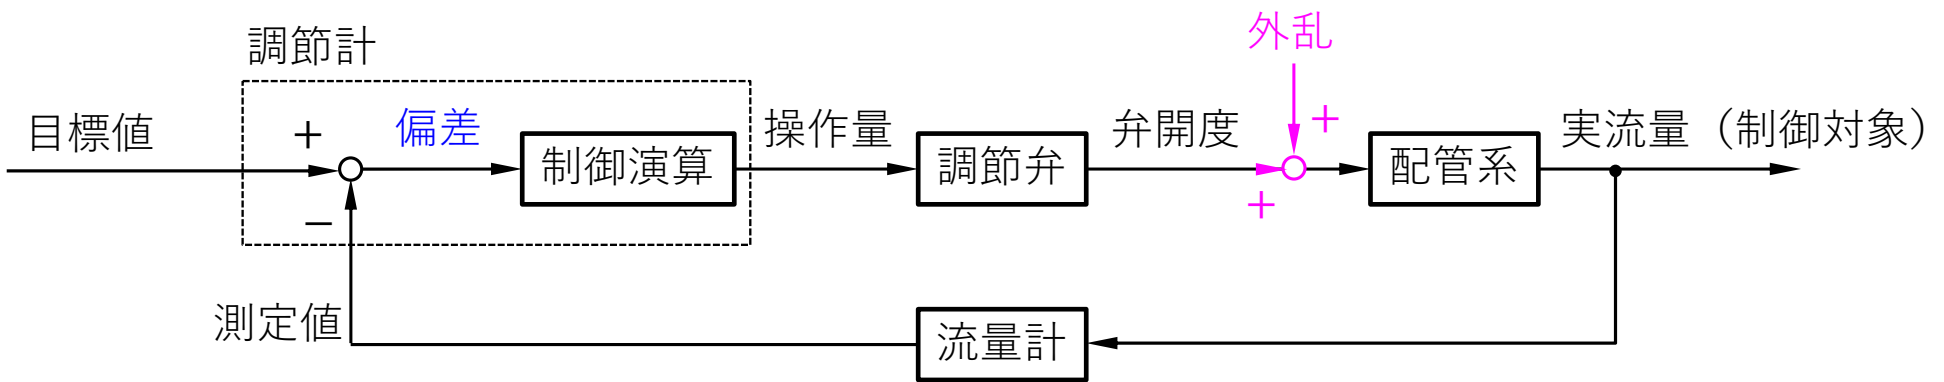 調節計
外乱
目標値
+
偏差
制御演算
操作量
調節弁
弁開度
+
配管系
実流量（制御対象）
−
+
測定値
流量計